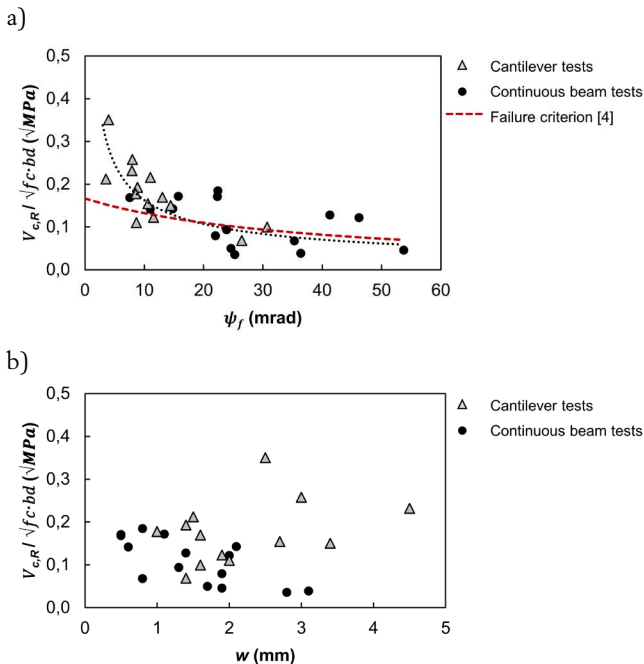 a)
0,5
0,4
0,3
0,2
0,1
0,0
V_{c,R}/ √fc·bd (√MPa)
0 10 20 30 40 50 60
ψ_f (mrad)
Cantilever tests
Continuous beam tests
Failure criterion [4]
b)
0,5
0,4
0,3
0,2
0,1
0,0
V_{c,R}/ √fc·bd (√MPa)
0 1 2 3 4 5
w (mm)
Cantilever tests
Continuous beam tests